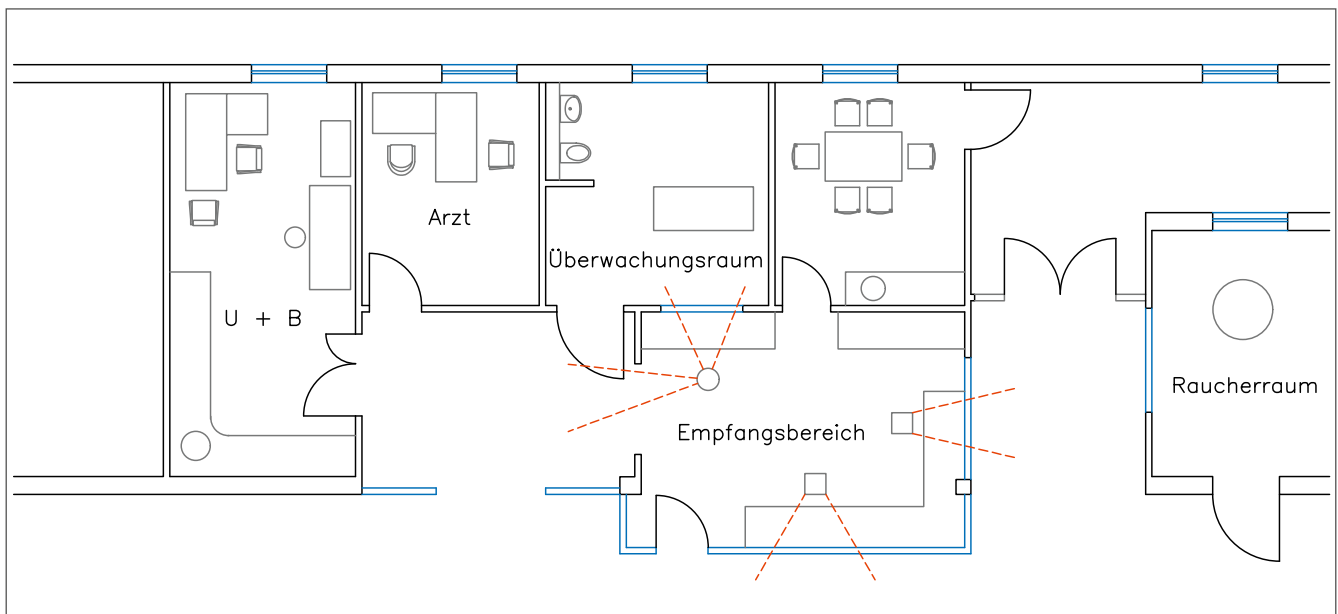 Arzt
Überwachungsraum
U + B
Raucherraum
Empfangsbereich